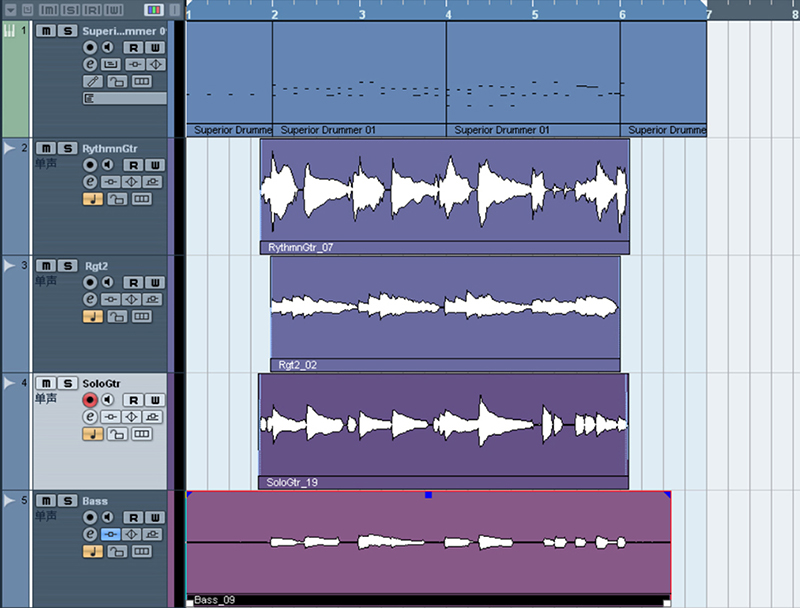 [M] [S] [R] [W]
1 2 3 4 5 6 7 8
1 m S Superi...mmer 0
R W
e
Superior Drumme Superior Drummer 01 Superior Drummer 01 Superior Drumme
2 m S RythmnGtr
单声 R W
e
RythmnGtr_07
3 m S Rgt2
单声 R W
e
Rgt2_02
4 m S SoloGtr
单声 R W
e
SoloGtr_19
5 m S Bass
单声 R W
e
Bass_09